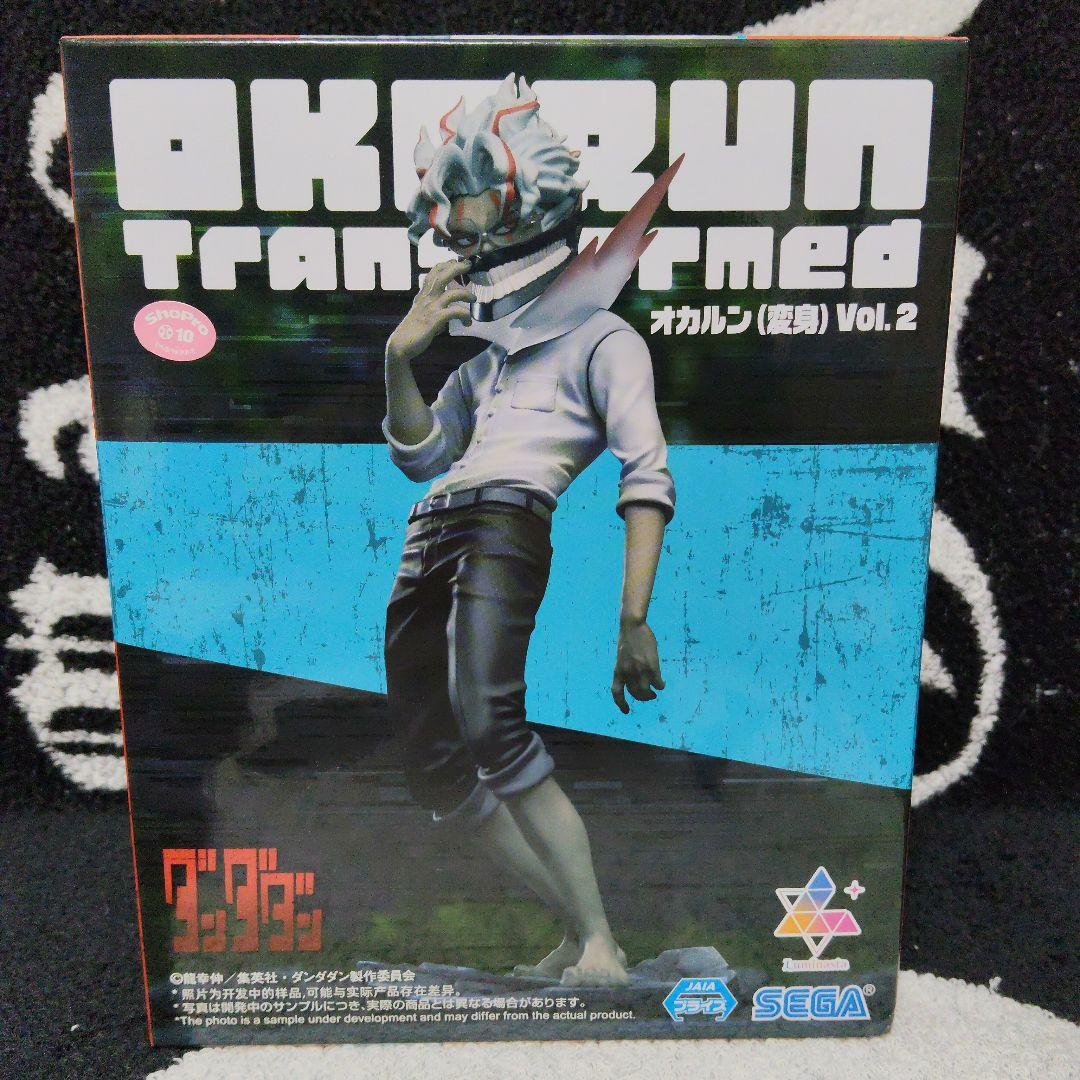 OKARUN
Transformed
オカルン(変身) Vol.2
ShoPro
10
ダンダダン
©龍幸伸／集英社・ダンダダン製作委員会
*照片为开发中的样品,可能与实际产品存在差异。
*写真は開発中のサンプルにつき、実際の商品とは異なる場合があります。
*The photo is a sample under development and may differ from the actual product.
Luminasta
JAIA
プライズ
SEGA®